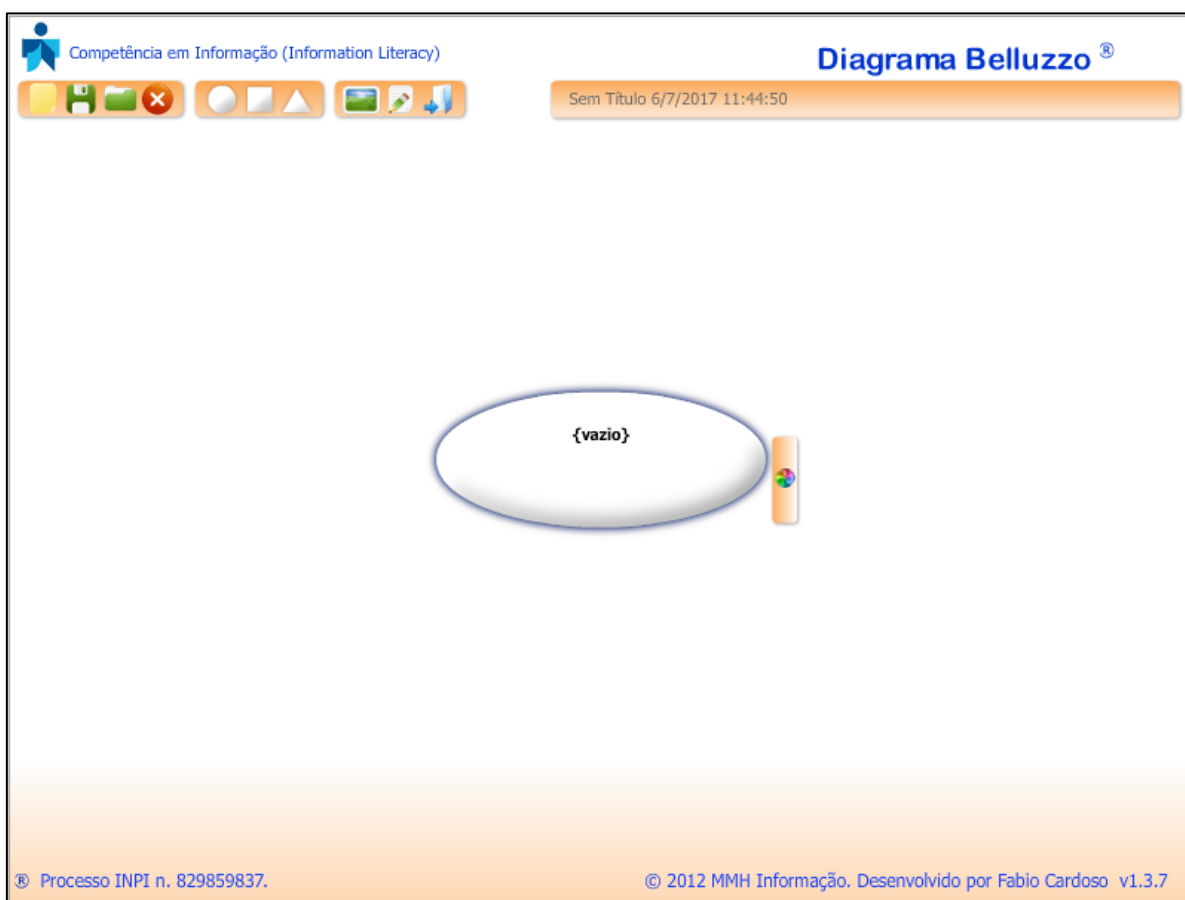 Competência em Informação (Information Literacy)
Diagrama Belluzzo ®
Sem Título 6/7/2017 11:44:50
{vazio}
® Processo INPI n. 829859837.
© 2012 MMH Informação. Desenvolvido por Fabio Cardoso v1.3.7